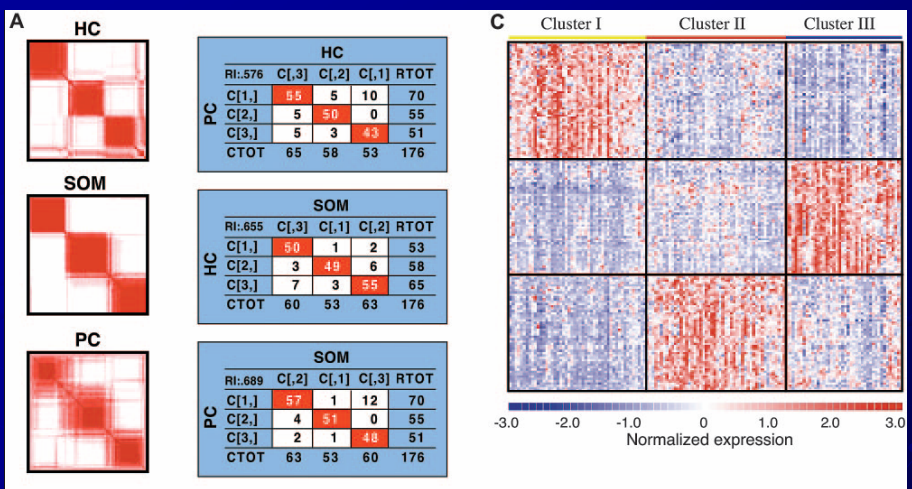 A
HC
HC
RI:.576 C[,3] C[,2] C[,1] RTOT
PC
C[1,] 55 5 10 70
C[2,] 5 50 0 55
C[3,] 5 3 43 51
CTOT 65 58 53 176
SOM
SOM
RI:.655 C[,3] C[,1] C[,2] RTOT
HC
C[1,] 50 1 2 53
C[2,] 3 49 6 58
C[3,] 7 3 55 65
CTOT 60 53 63 176
PC
SOM
RI:.689 C[,2] C[,1] C[,3] RTOT
PC
C[1,] 57 1 12 70
C[2,] 4 51 0 55
C[3,] 2 1 48 51
CTOT 63 53 60 176
C
Cluster I Cluster II Cluster III
-3.0 -2.0 -1.0 0 1.0 2.0 3.0
Normalized expression